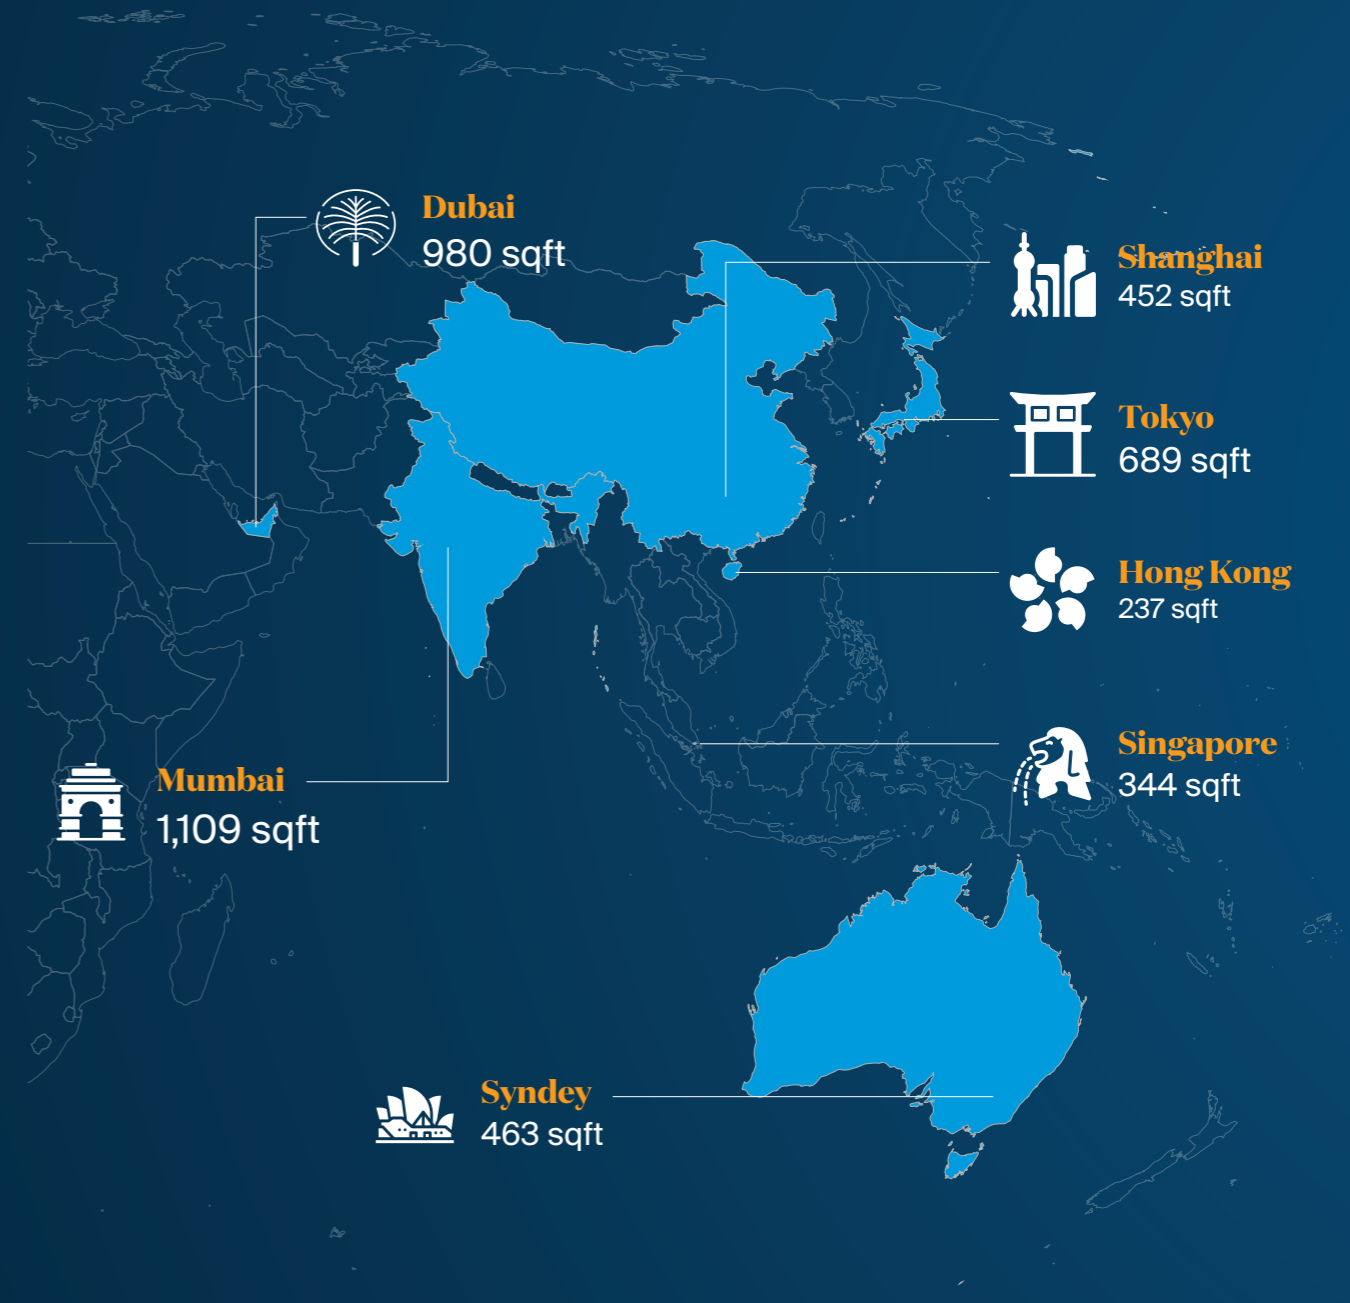 Dubai
980 sqft
Shanghai
452 sqft
Tokyo
689 sqft
Hong Kong
237 sqft
Singapore
344 sqft
Mumbai
1,109 sqft
Syndey
463 sqft